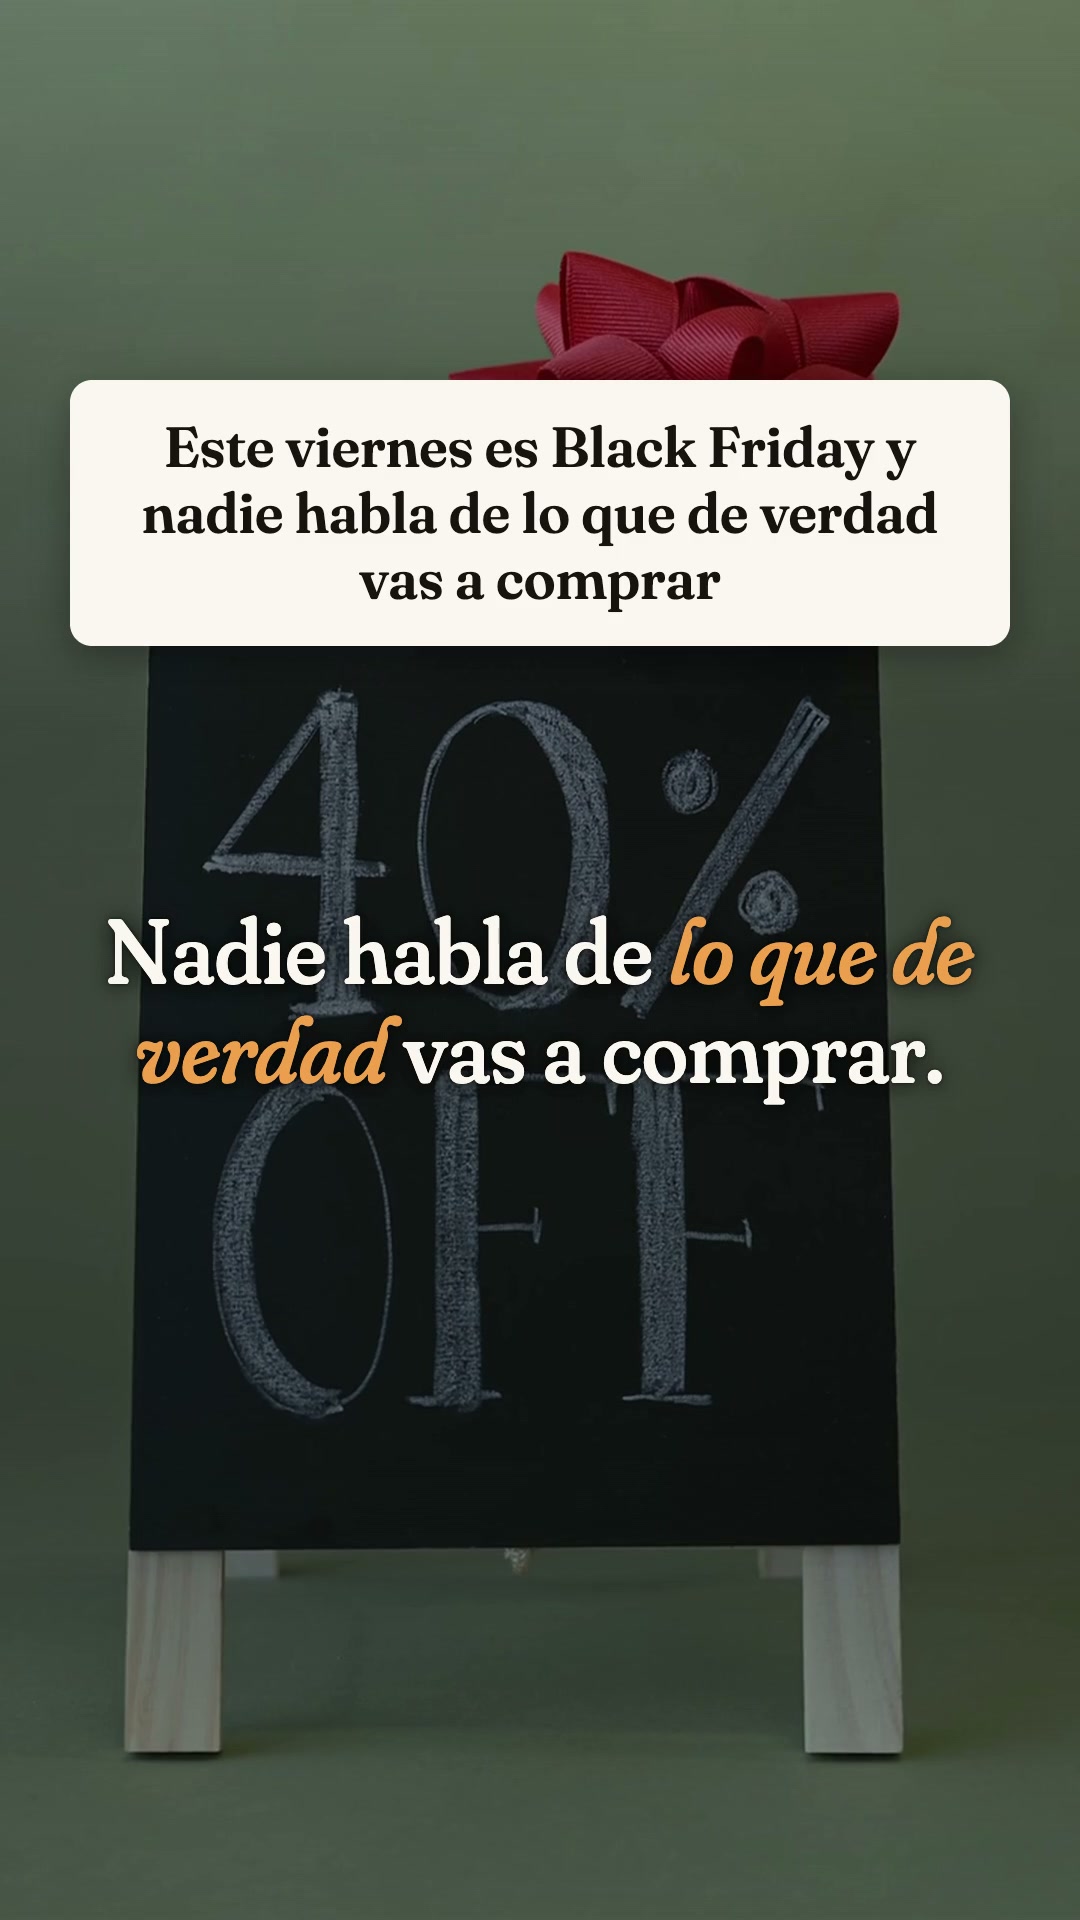 Este viernes es Black Friday y
nadie habla de lo que de verdad
vas a comprar
40%
Nadie habla de lo que de
verdad vas a comprar.
OFF